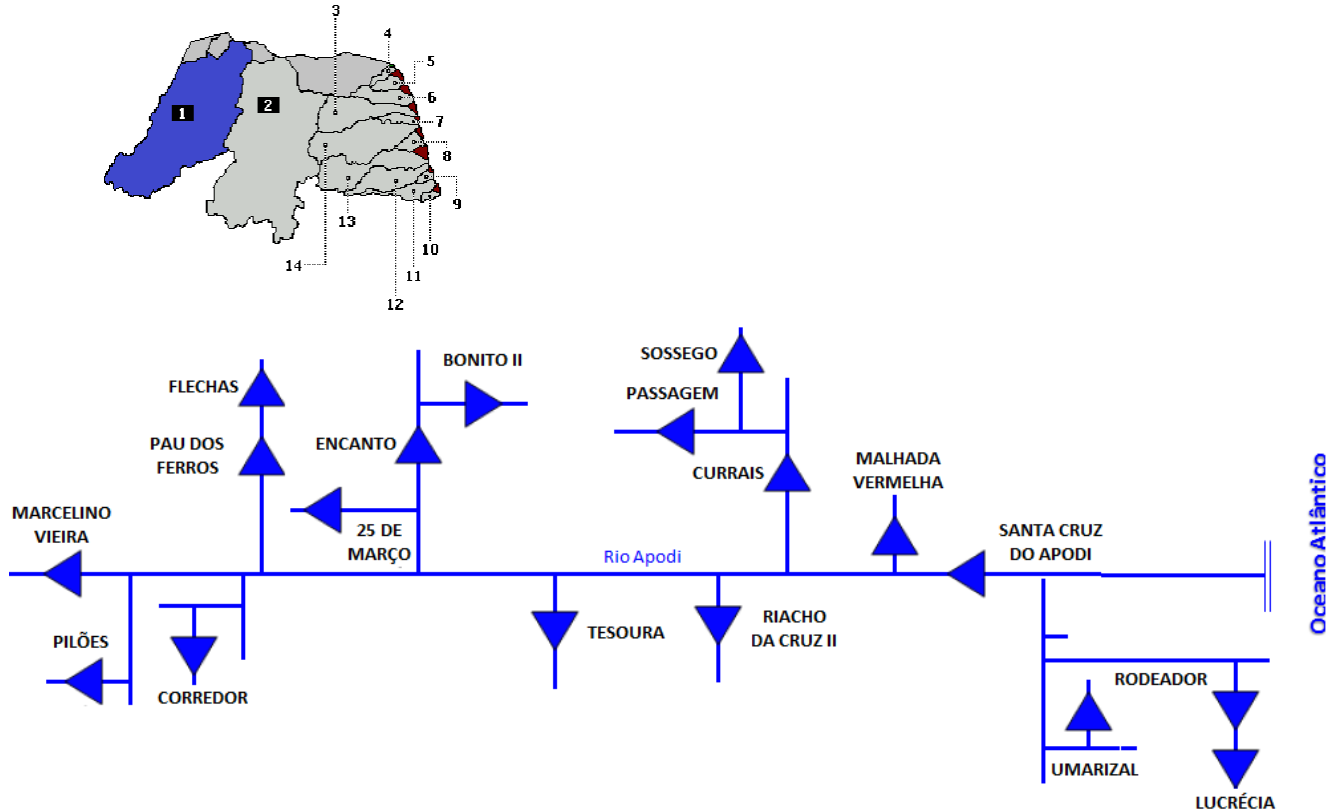 3
4
5
6
7
8
9
10
11
12
13
14
1
2
SOSSEGO
BONITO II
FLECHAS
PASSAGEM
PAU DOS
FERROS
ENCANTO
CURRAIS
MALHADA
VERMELHA
MARCELINO
VIEIRA
25 DE
MARÇO
SANTA CRUZ
DO APODI
Rio Apodi
Oceano Atlântico
PILÕES
CORREDOR
TESOURA
RIACHO
DA CRUZ II
RODEADOR
UMARIZAL
LUCRÉCIA